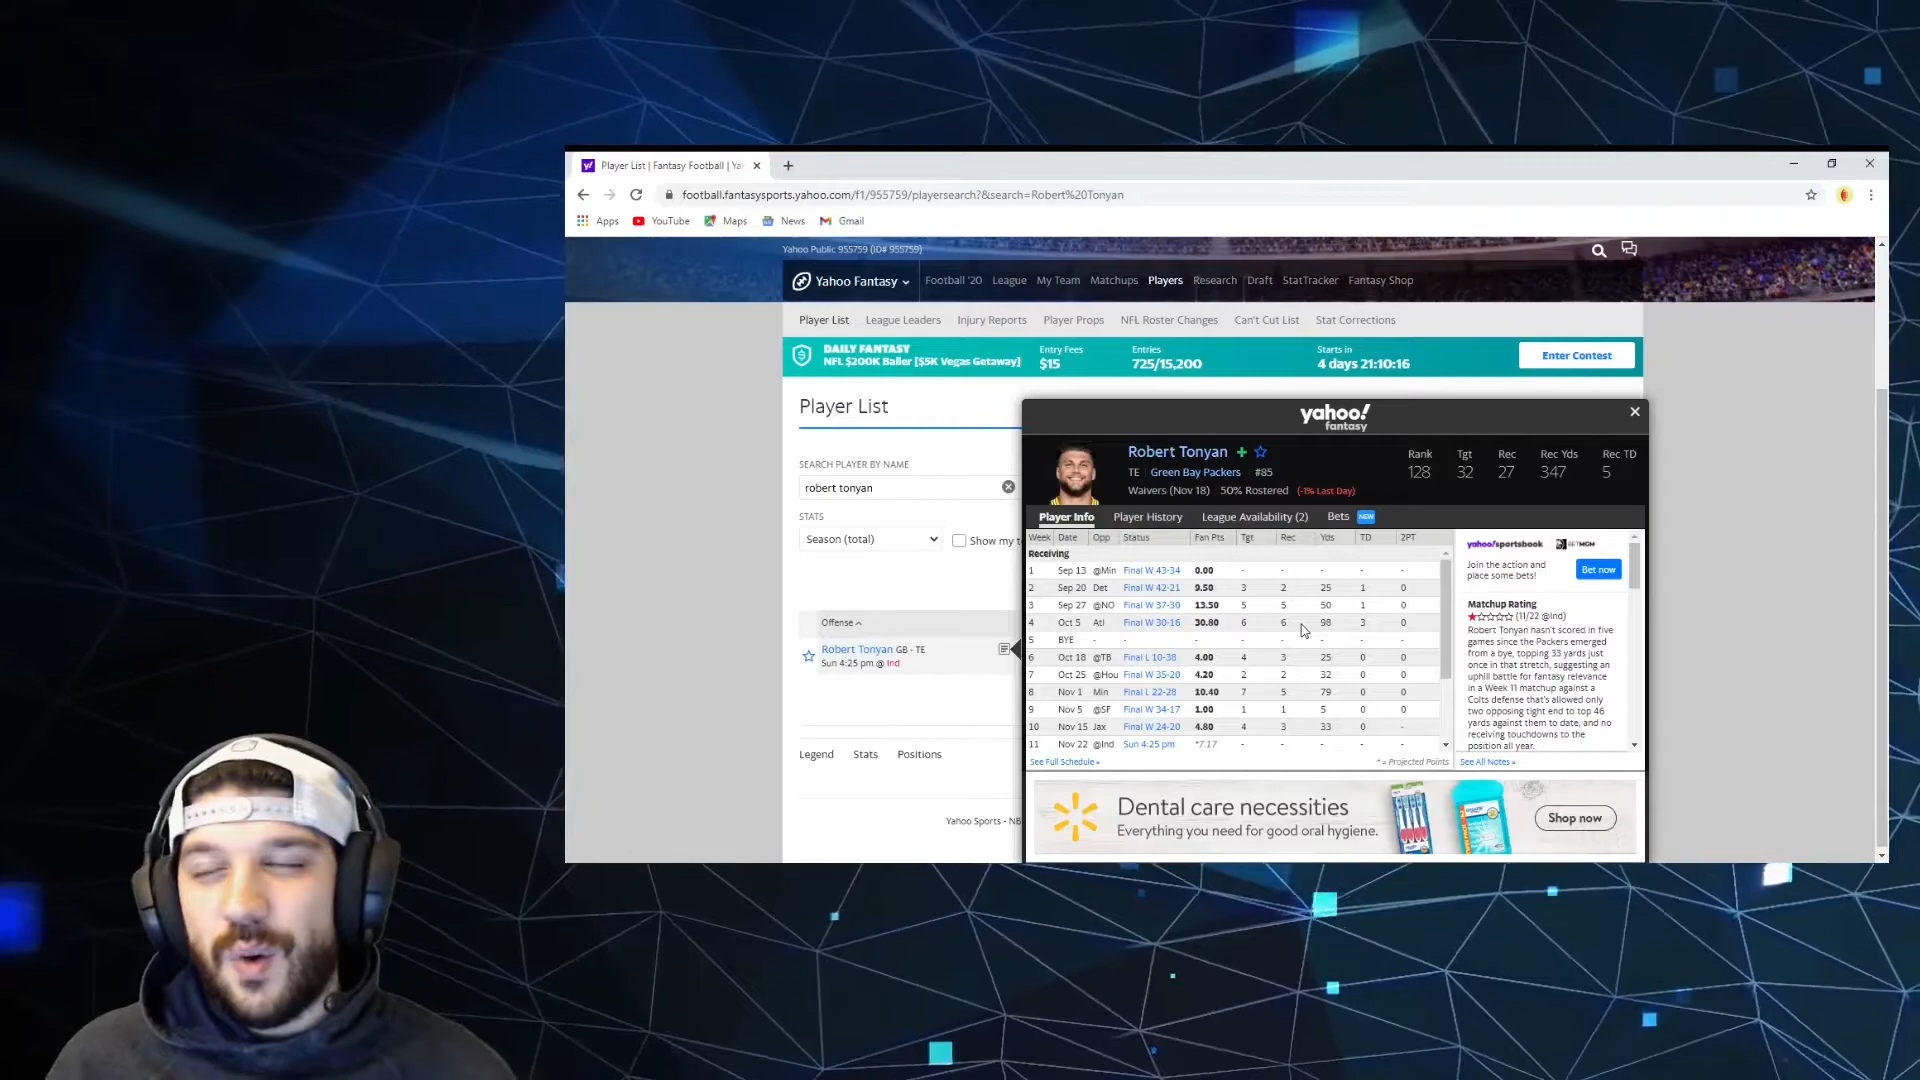 Player List | Fantasy Football | Ya
football.fantasysports.yahoo.com/f1/955759/playersearch?&search=Robert%20Tonyan
Apps YouTube Maps News Gmail
Yahoo Public 955759 (ID# 955759)
Yahoo Fantasy Football '20 League My Team Matchups Players Research Draft StatTracker Fantasy Shop
Player List League Leaders Injury Reports Player Props NFL Roster Changes Can't Cut List Stat Corrections
DAILY FANTASY
NFL $200K Baller [$5K Vegas Getaway]
Entry Fees
$15
Entries
725/15,200
Starts in
4 days 21:10:16
Enter Contest
Player List
SEARCH PLAYER BY NAME
robert tonyan
STATS
Season (total)
Show my t
Offense
Robert Tonyan GB - TE
Sun 4:25 pm @ Ind
Legend Stats Positions
Yahoo Sports - NB
yahoo!
fantasy
Robert Tonyan
TE Green Bay Packers #85
Waivers (Nov 18) 50% Rostered (-1% Last Day)
Rank Tgt Rec Rec Yds Rec TD
128 32 27 347 5
Player Info Player History League Availability (2) Bets NEW
Week Date Opp Status Fan Pts Tgt Rec Yds TD 2PT
Receiving
1 Sep 13 @Min Final W 43-34 0.00 - - - - -
2 Sep 20 Det Final W 42-21 9.50 3 2 25 1 0
3 Sep 27 @NO Final W 37-30 13.50 5 5 50 1 0
4 Oct 5 Atl Final W 30-16 30.80 6 6 98 3 0
5 BYE - - - - - - -
6 Oct 18 @TB Final L 10-38 4.00 4 3 25 0 0
7 Oct 25 @Hou Final W 35-20 4.20 2 2 32 0 0
8 Nov 1 Min Final L 22-28 10.40 7 5 79 0 0
9 Nov 5 @SF Final W 34-17 1.00 1 1 5 0 0
10 Nov 15 Jax Final W 24-20 4.80 4 3 33 0 -
11 Nov 22 @Ind Sun 4:25 pm *7.17 - - - - -
See Full Schedule »
* = Projected Points
yahoo!sportsbook BETMGM
Join the action and
place some bets!
Bet now
Matchup Rating
(11/22 @Ind)
Robert Tonyan hasn't scored in five
games since the Packers emerged
from a bye, topping 33 yards just
once in that stretch, suggesting an
uphill battle for fantasy relevance
in a Week 11 matchup against a
Colts defense that's allowed only
two opposing tight end to top 46
yards against them to date, and no
receiving touchdowns to the
position all year.
See All Notes »
Dental care necessities
Everything you need for good oral hygiene.
Shop now